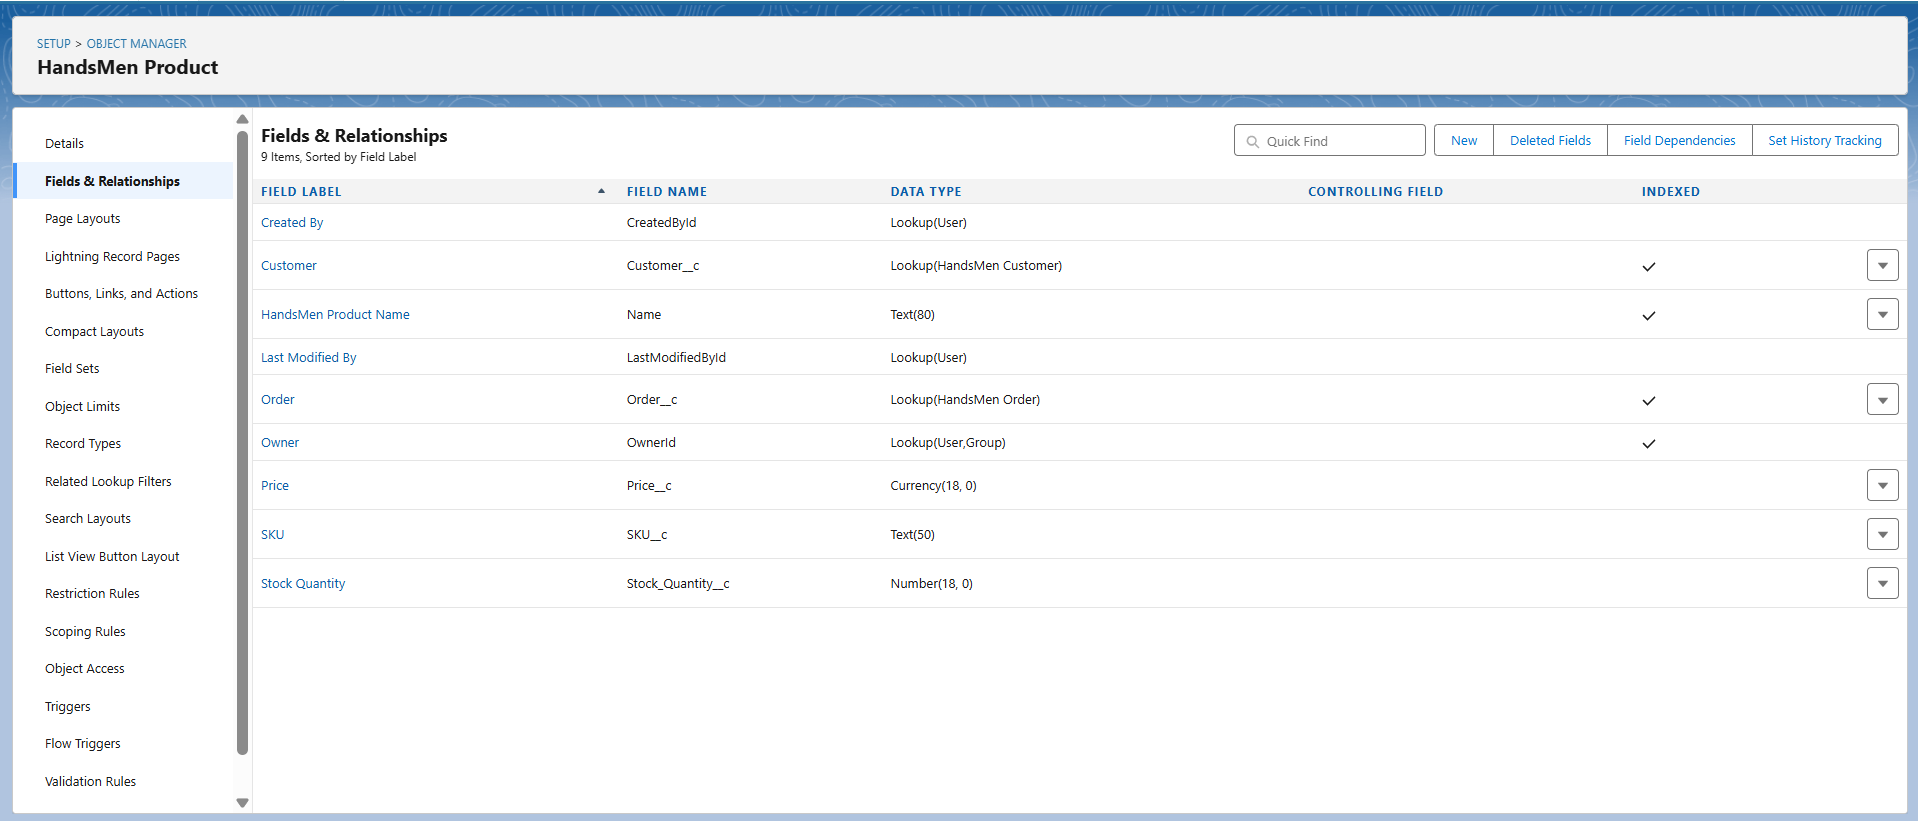 SETUP > OBJECT MANAGER
HandsMen Product
Details
Fields & Relationships
Page Layouts
Lightning Record Pages
Buttons, Links, and Actions
Compact Layouts
Field Sets
Object Limits
Record Types
Related Lookup Filters
Search Layouts
List View Button Layout
Restriction Rules
Scoping Rules
Object Access
Triggers
Flow Triggers
Validation Rules
Fields & Relationships
9 Items, Sorted by Field Label
Quick Find New Deleted Fields Field Dependencies Set History Tracking
FIELD LABEL FIELD NAME DATA TYPE CONTROLLING FIELD INDEXED
Created By CreatedById Lookup(User)
Customer Customer__c Lookup(HandsMen Customer)
HandsMen Product Name Name Text(80)
Last Modified By LastModifiedById Lookup(User)
Order Order__c Lookup(HandsMen Order)
Owner OwnerId Lookup(User,Group)
Price Price__c Currency(18, 0)
SKU SKU__c Text(50)
Stock Quantity Stock_Quantity__c Number(18, 0)